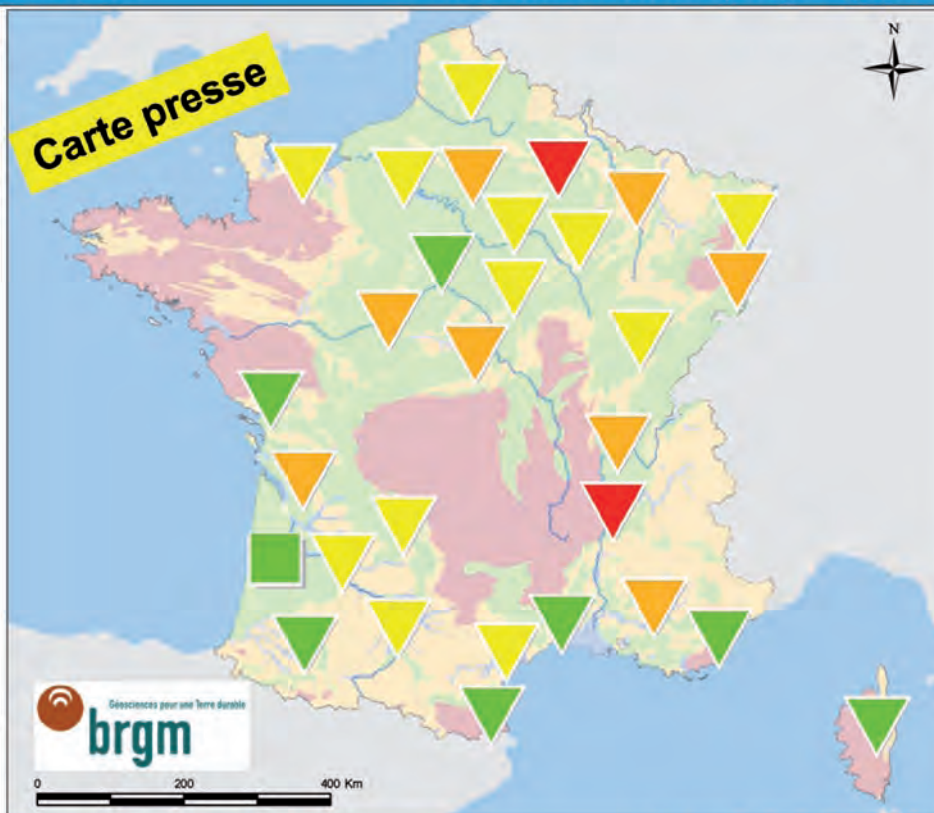 Carte presse
N
Géosciences pour une Terre durable
brgm
0 200 400 Km